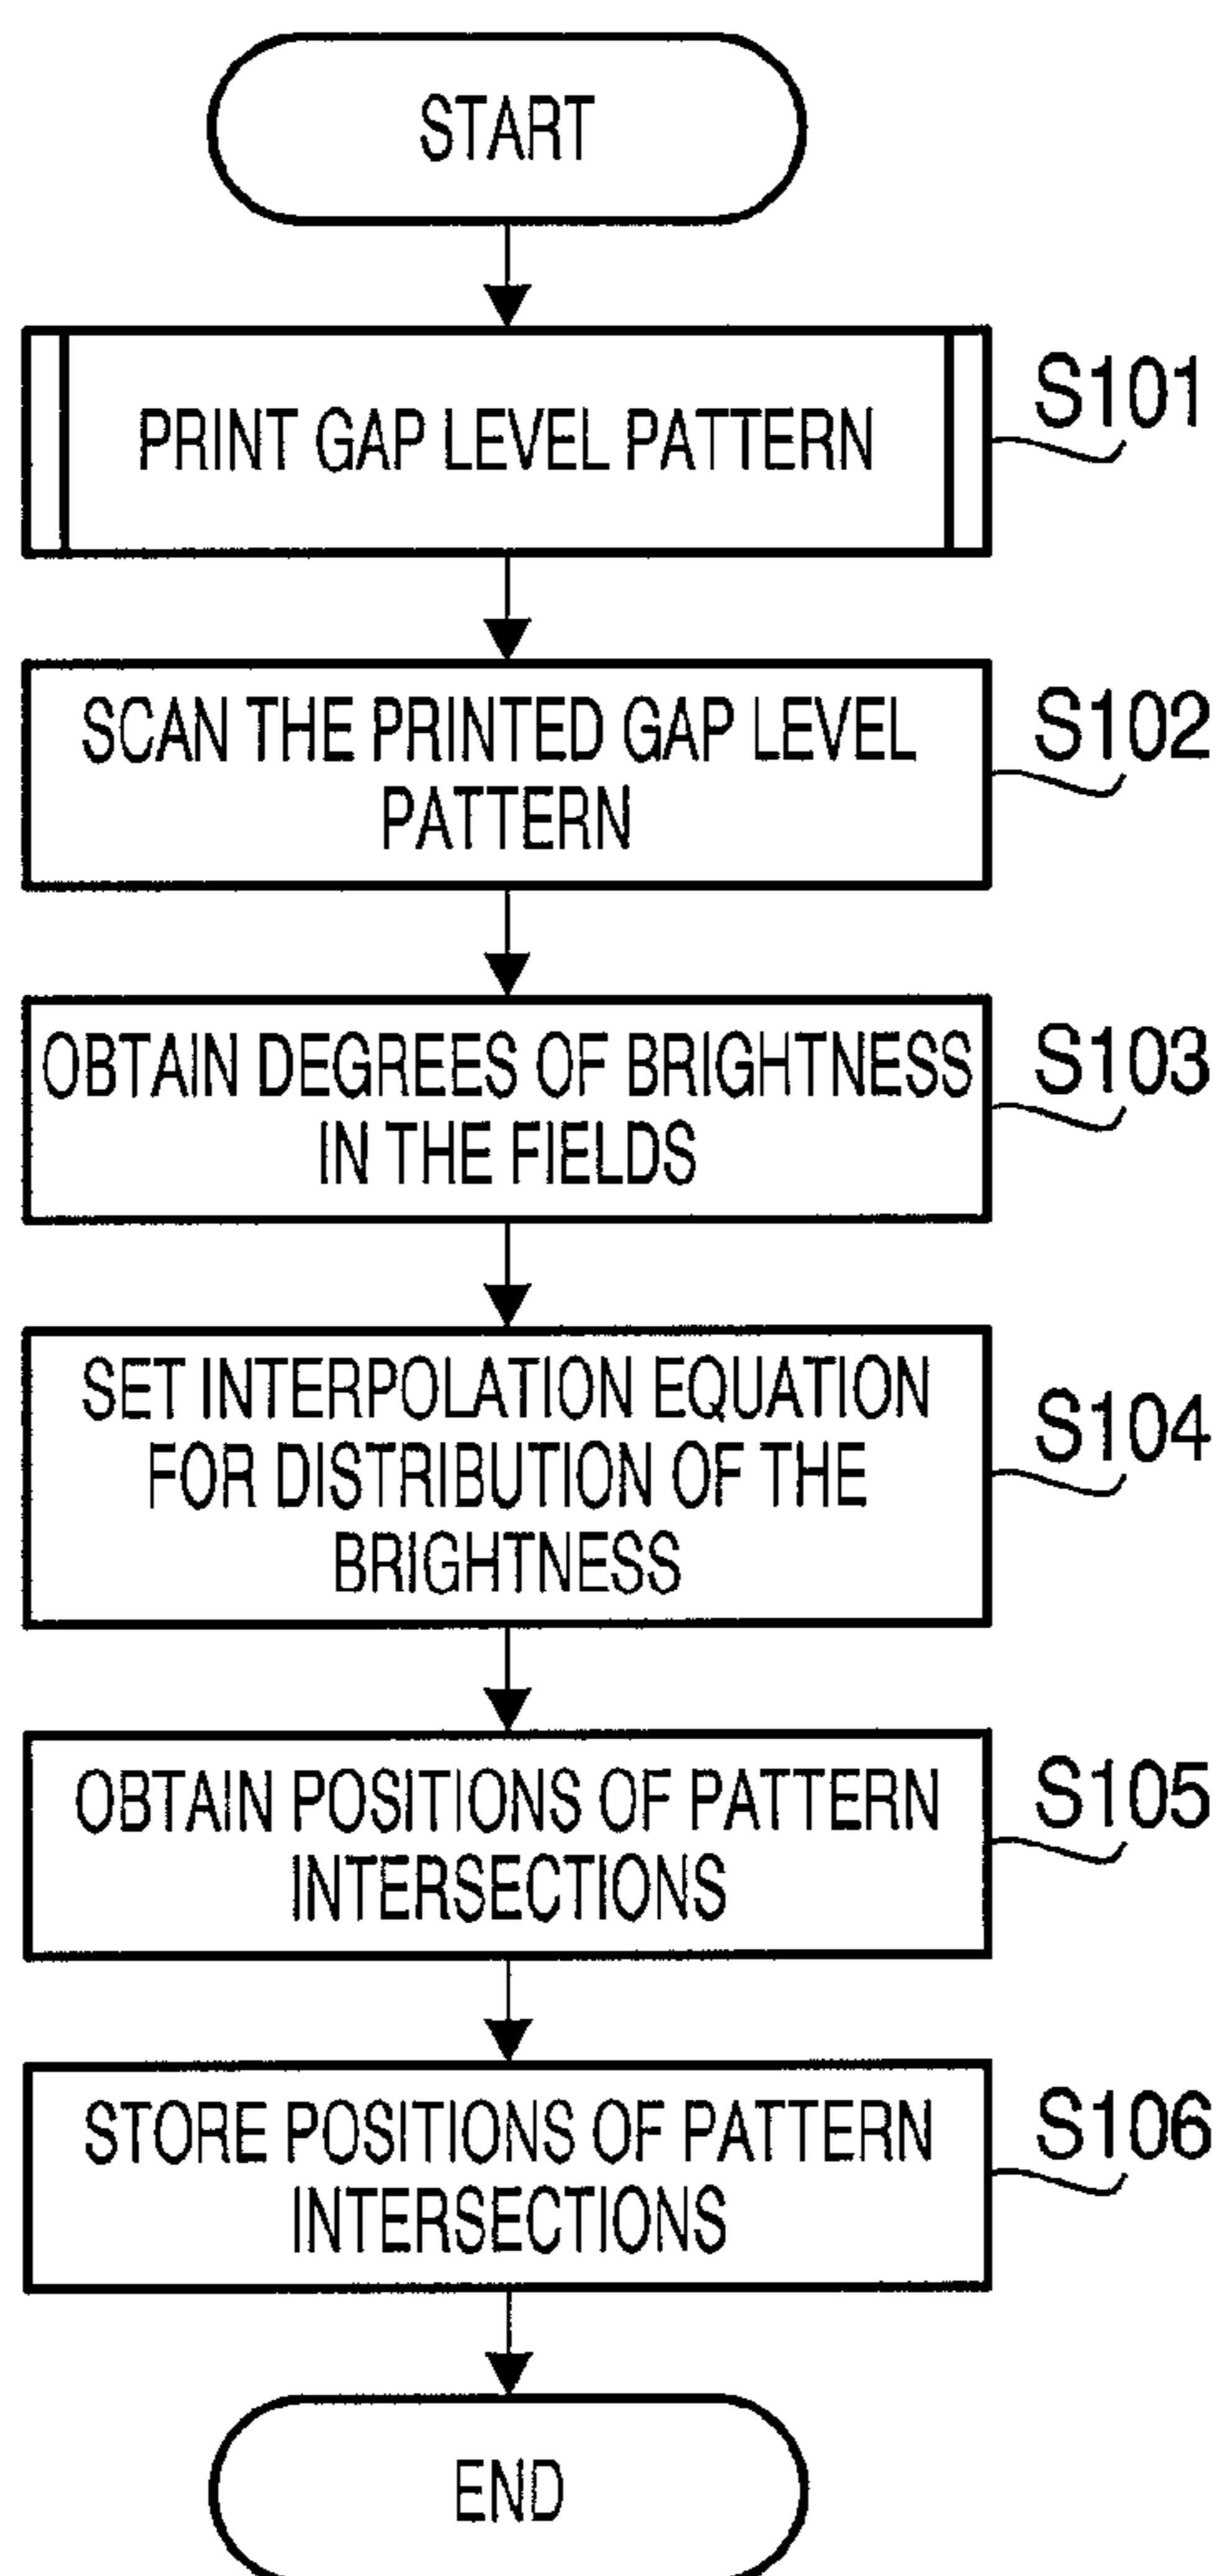 START
PRINT GAP LEVEL PATTERN
S101
SCAN THE PRINTED GAP LEVEL
PATTERN
S102
OBTAIN DEGREES OF BRIGHTNESS
IN THE FIELDS
S103
SET INTERPOLATION EQUATION
FOR DISTRIBUTION OF THE
BRIGHTNESS
S104
OBTAIN POSITIONS OF PATTERN
INTERSECTIONS
S105
STORE POSITIONS OF PATTERN
INTERSECTIONS
S106
END